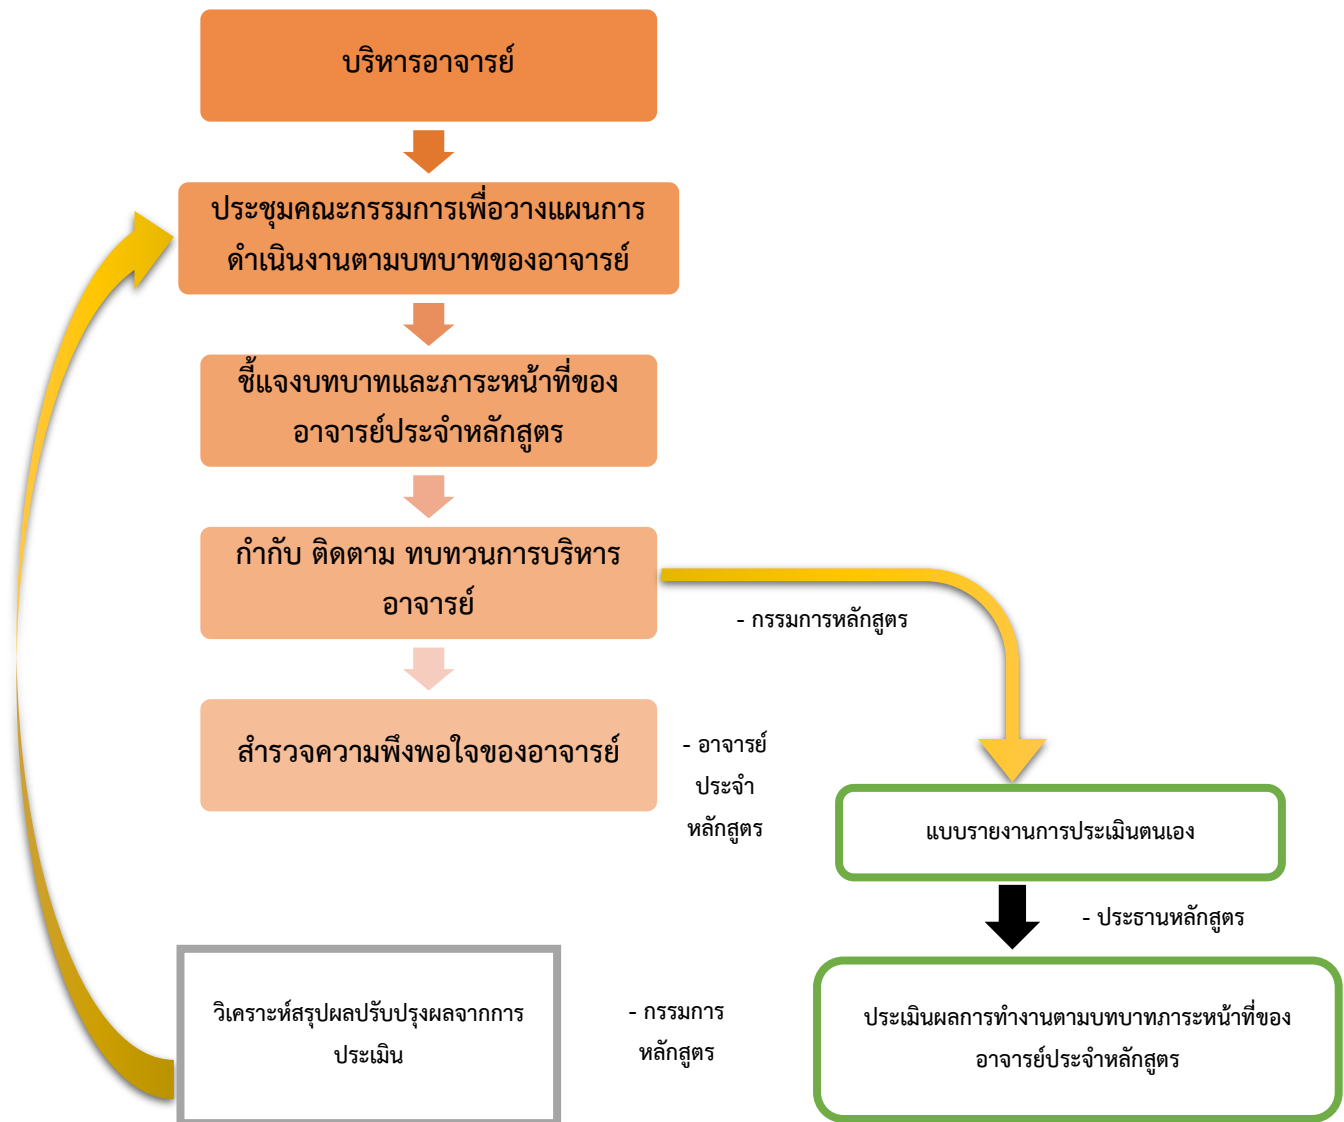 บริหารอาจารย์
ประชุมคณะกรรมการเพื่อวางแผนการ
ดำเนินงานตามบทบาทของอาจารย์
ชี้แจงบทบาทและภาระหน้าที่ของ
อาจารย์ประจำหลักสูตร
กำกับ ติดตาม ทบทวนการบริหาร
อาจารย์
- กรรมการหลักสูตร
สำรวจความพึงพอใจของอาจารย์
- อาจารย์
ประจำ
หลักสูตร
แบบรายงานการประเมินตนเอง
- ประธานหลักสูตร
วิเคราะห์สรุปผลปรับปรุงผลจากการ
ประเมิน
- กรรมการ
หลักสูตร
ประเมินผลการทำงานตามบทบาทภาระหน้าที่ของ
อาจารย์ประจำหลักสูตร